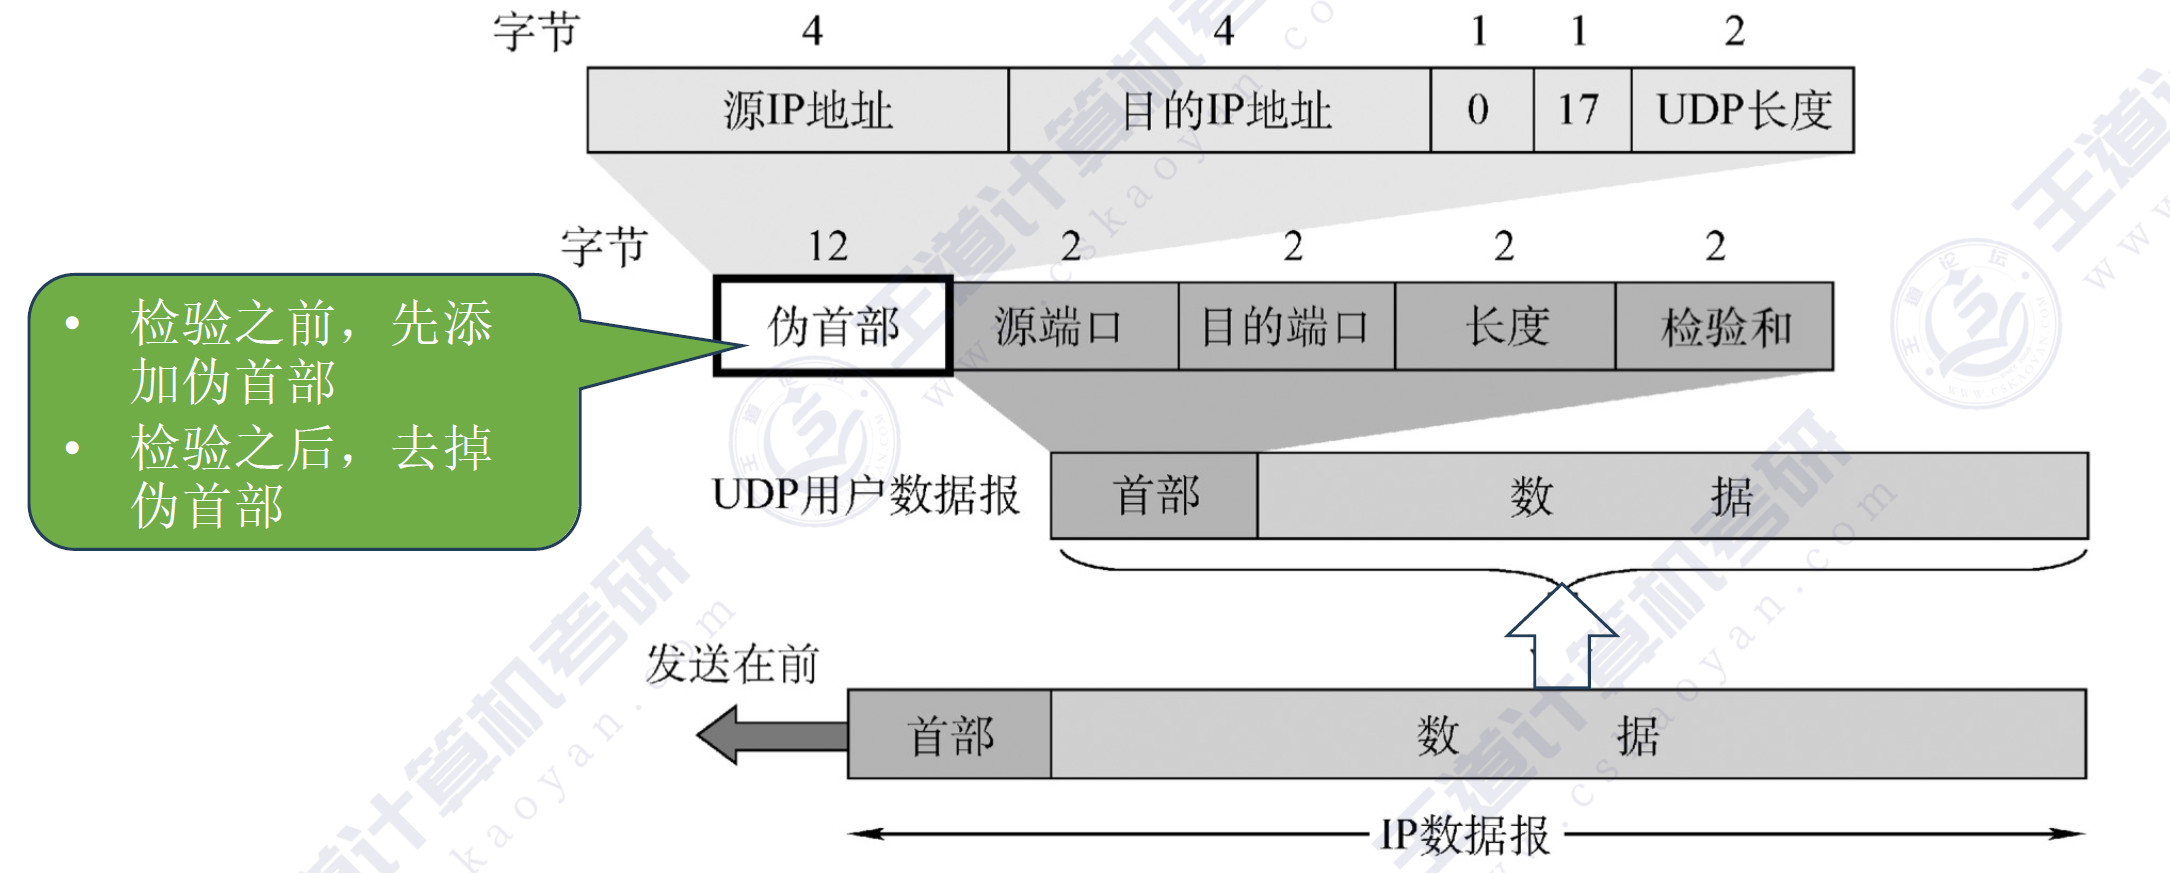 字节 4 4 1 1 2
源IP地址 目的IP地址 0 17 UDP长度
字节 12 2 2 2 2
伪首部 源端口 目的端口 长度 检验和
• 检验之前，先添
加伪首部
• 检验之后，去掉
伪首部
UDP用户数据报 首部 数 据
发送在前
首部 数 据
IP数据报
王道计算机考研
www.cskaoyan.com
王道论坛
WWW.CSKAOYAN.COM